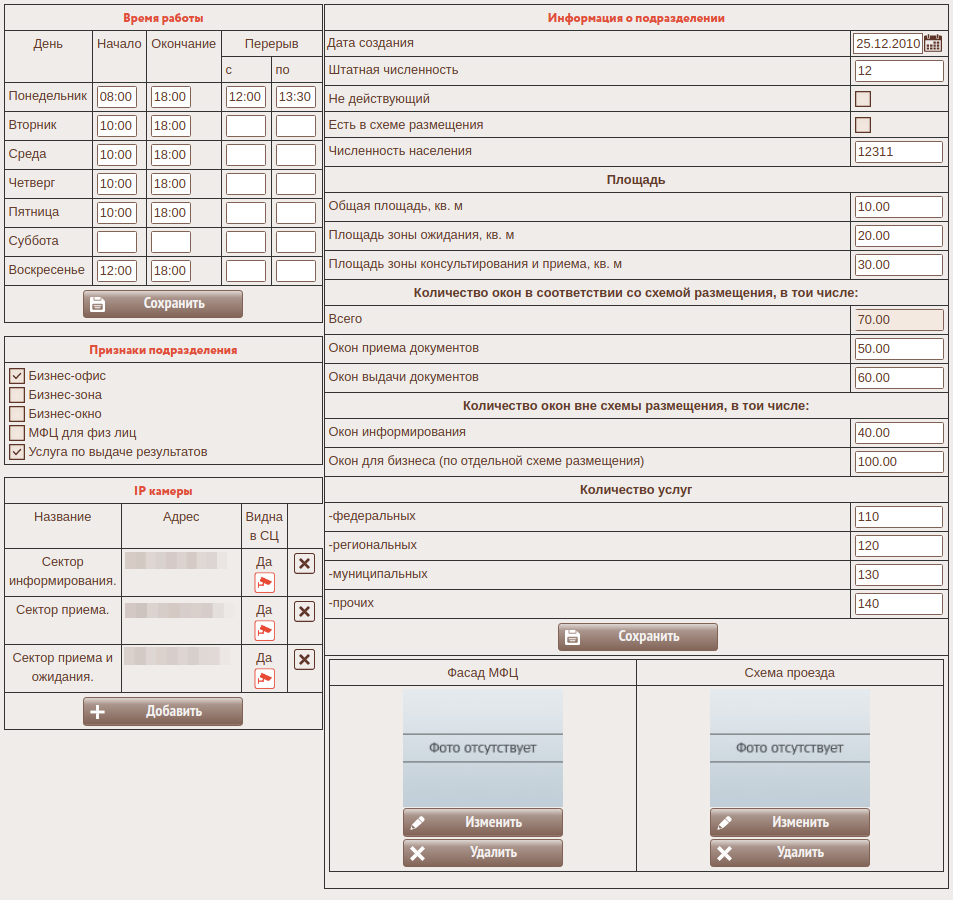 Время работы
День Начало Окончание Перерыв
с по
Понедельник 08:00 18:00 12:00 13:30
Вторник 10:00 18:00
Среда 10:00 18:00
Четверг 10:00 18:00
Пятница 10:00 18:00
Суббота
Воскресенье 12:00 18:00
Сохранить
Признаки подразделения
Бизнес-офис
Бизнес-зона
Бизнес-окно
МФЦ для физ лиц
Услуга по выдаче результатов
IP камеры
Название Адрес Видна
в СЦ
Сектор Да
информирования.
Сектор приема. Да
Сектор приема и Да
ожидания.
Добавить
Информация о подразделении
Дата создания 25.12.2010
Штатная численность 12
Не действующий
Есть в схеме размещения
Численность населения 12311
Площадь
Общая площадь, кв. м 10.00
Площадь зоны ожидания, кв. м 20.00
Площадь зоны консультирования и приема, кв. м 30.00
Количество окон в соответствии со схемой размещения, в тои числе:
Всего 70.00
Окон приема документов 50.00
Окон выдачи документов 60.00
Количество окон вне схемы размещения, в тои числе:
Окон информирования 40.00
Окон для бизнеса (по отдельной схеме размещения) 100.00
Количество услуг
-федеральных 110
-региональных 120
-муниципальных 130
-прочих 140
Сохранить
Фасад МФЦ Схема проезда
Фото отсутствует Фото отсутствует
Изменить Изменить
Удалить Удалить